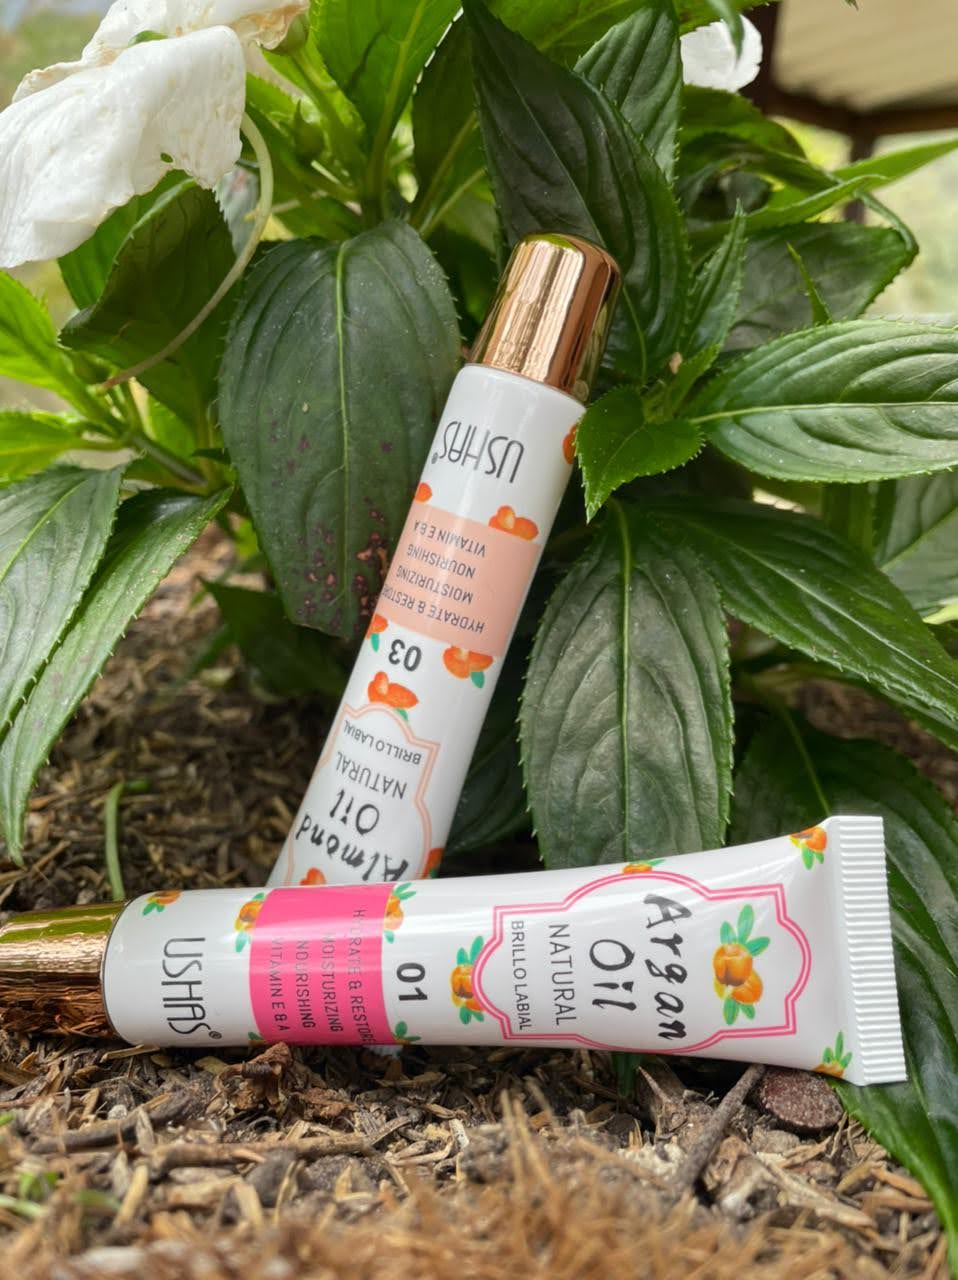 USHAS®
HYDRATE & RESTORE
MOISTURIZING
NOURISHING
VITAMIN E & A
03
Almond
Oil
NATURAL
BRILLO LABIAL
USHAS®
HYDRATE & RESTORE
MOISTURIZING
NOURISHING
VITAMIN E & A
01
Argan
Oil
NATURAL
BRILLO LABIAL